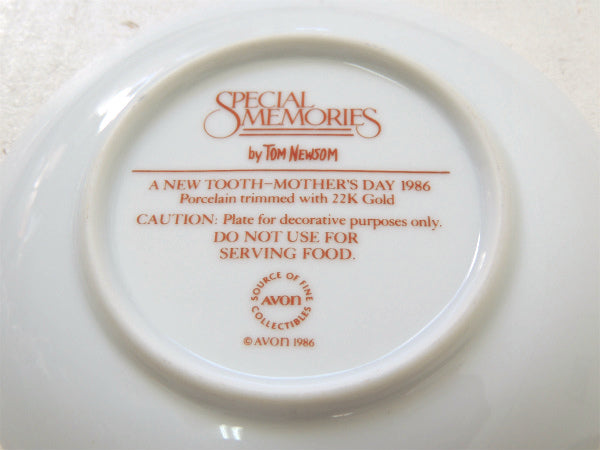 SPECIAL
MEMORIES
by TOM NEWSOM
A NEW TOOTH–MOTHER'S DAY 1986
Porcelain trimmed with 22K Gold
CAUTION: Plate for decorative purposes only.
DO NOT USE FOR
SERVING FOOD.
SOURCE OF FINE
AVON
COLLECTIBLES
© AVON 1986